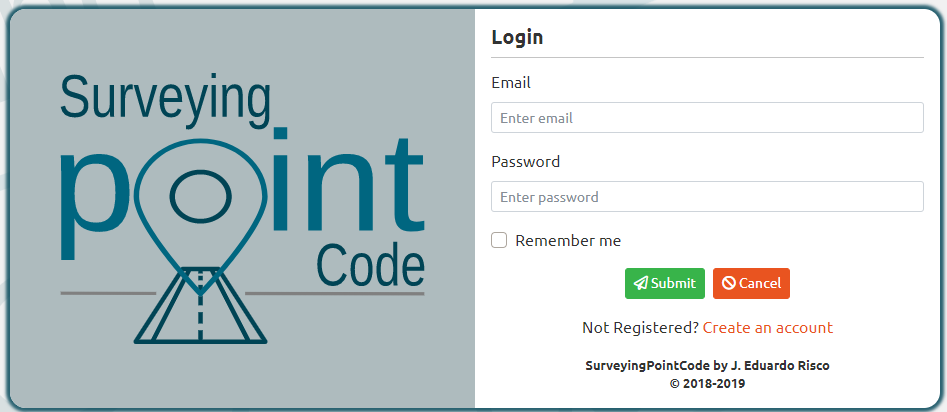 Surveying
point
Code
Login
Email
Enter email
Password
Enter password
Remember me
Submit
Cancel
Not Registered? Create an account
SurveyingPointCode by J. Eduardo Risco
© 2018-2019